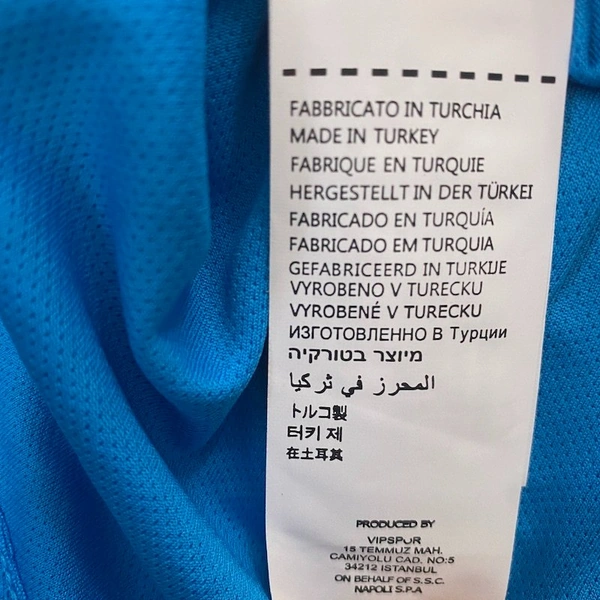 FABBRICATO IN TURCHIA
MADE IN TURKEY
FABRIQUE EN TURQUIE
HERGESTELLT IN DER TÜRKEI
FABRICADO EN TURQUÍA
FABRICADO EM TURQUIA
GEFABRICEERD IN TURKIJE
VYROBENO V TURECKU
VYROBENÉ V TURECKU
ИЗГОТОВЛЕННО В Турции
מיוצר בטורקיה
المحرز في ثركيا
トルコ製
터키 제
在土耳其
PRODUCED BY
VIPSPOR
15 TEMMUZ MAH.
CAMIYOLU CAD. NO:5
34212 ISTANBUL
ON BEHALF OF S.S.C.
NAPOLI S.P.A